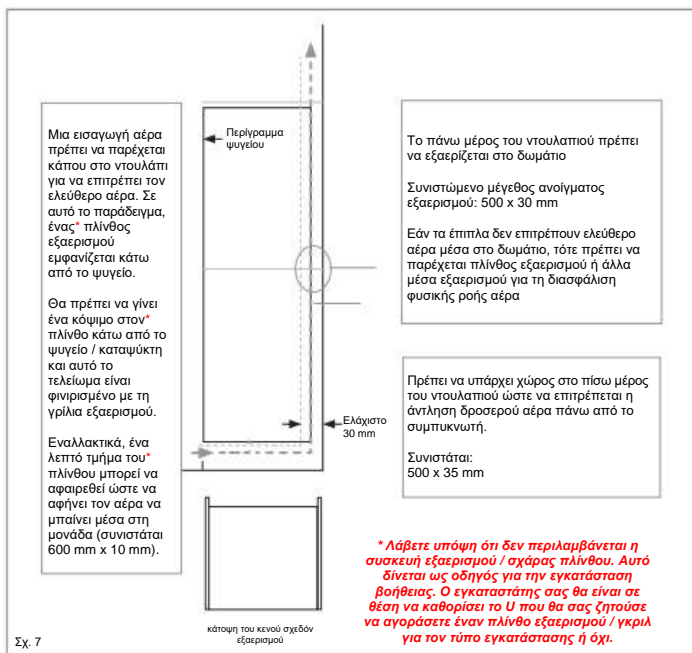 Μια εισαγωγή αέρα
πρέπει να παρέχεται
κάπου στο ντουλάπι
για να επιτρέπει τον
ελεύθερο αέρα. Σε
αυτό το παράδειγμα,
ένας* πλίνθος
εξαερισμού
εμφανίζεται κάτω
από το ψυγείο.
Θα πρέπει να γίνει
ένα κόψιμο στον*
πλίνθο κάτω από το
ψυγείο / καταψύκτη
και αυτό το
τελείωμα είναι
φινιρισμένο με τη
γρίλια εξαερισμού.
Εναλλακτικά, ένα
λεπτό τμήμα του*
πλίνθου μπορεί να
αφαιρεθεί ώστε να
αφήνει τον αέρα να
μπαίνει μέσα στη
μονάδα (συνιστάται
600 mm x 10 mm).
Περίγραμμα
ψυγείου
Ελάχιστο
30 mm
Το πάνω μέρος του ντουλαπιού πρέπει
να εξαερίζεται στο δωμάτιο
Συνιστώμενο μέγεθος ανοίγματος
εξαερισμού: 500 x 30 mm
Εάν τα έπιπλα δεν επιτρέπουν ελεύθερο
αέρα μέσα στο δωμάτιο, τότε πρέπει να
παρέχεται πλίνθος εξαερισμού ή άλλα
μέσα εξαερισμού για τη διασφάλιση
φυσικής ροής αέρα
Πρέπει να υπάρχει χώρος στο πίσω μέρος
του ντουλαπιού ώστε να επιτρέπεται η
άντληση δροσερού αέρα πάνω από το
συμπυκνωτή.
Συνιστάται:
500 x 35 mm
* Λάβετε υπόψη ότι δεν περιλαμβάνεται η
συσκευή εξαερισμού / σχάρας πλίνθου. Αυτό
δίνεται ως οδηγός για την εγκατάσταση
βοήθειας. Ο εγκαταστάτης σας θα είναι σε
θέση να καθορίσει το U που θα σας ζητούσε
να αγοράσετε έναν πλίνθο εξαερισμού / γκριλ
για τον τύπο εγκατάστασης ή όχι.
κάτοψη του κενού σχεδόν
εξαερισμού
Σχ. 7